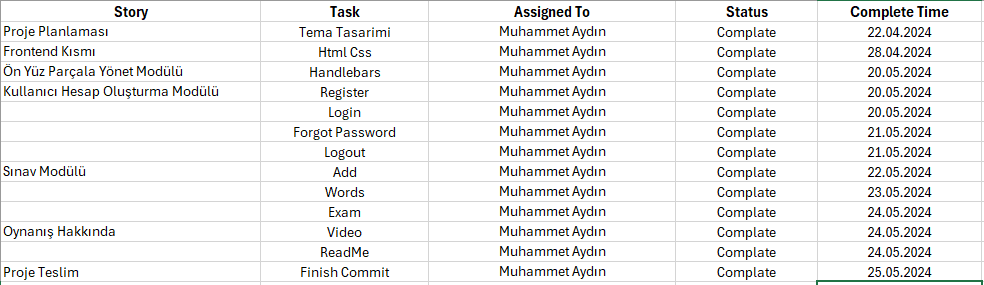 Story Task Assigned To Status Complete Time
Proje Planlaması Tema Tasarimi Muhammet Aydın Complate 22.04.2024
Frontend Kısmı Html Css Muhammet Aydın Complate 28.04.2024
Ön Yüz Parçala Yönet Modülü Handlebars Muhammet Aydın Complate 20.05.2024
Kullanıcı Hesap Oluşturma Modülü Register Muhammet Aydın Complate 20.05.2024
Login Muhammet Aydın Complate 20.05.2024
Forgot Password Muhammet Aydın Complate 21.05.2024
Logout Muhammet Aydın Complate 21.05.2024
Sınav Modülü Add Muhammet Aydın Complate 22.05.2024
Words Muhammet Aydın Complate 23.05.2024
Exam Muhammet Aydın Complate 24.05.2024
Oynanış Hakkında Video Muhammet Aydın Complate 24.05.2024
ReadMe Muhammet Aydın Complate 24.05.2024
Proje Teslim Finish Commit Muhammet Aydın Complate 25.05.2024